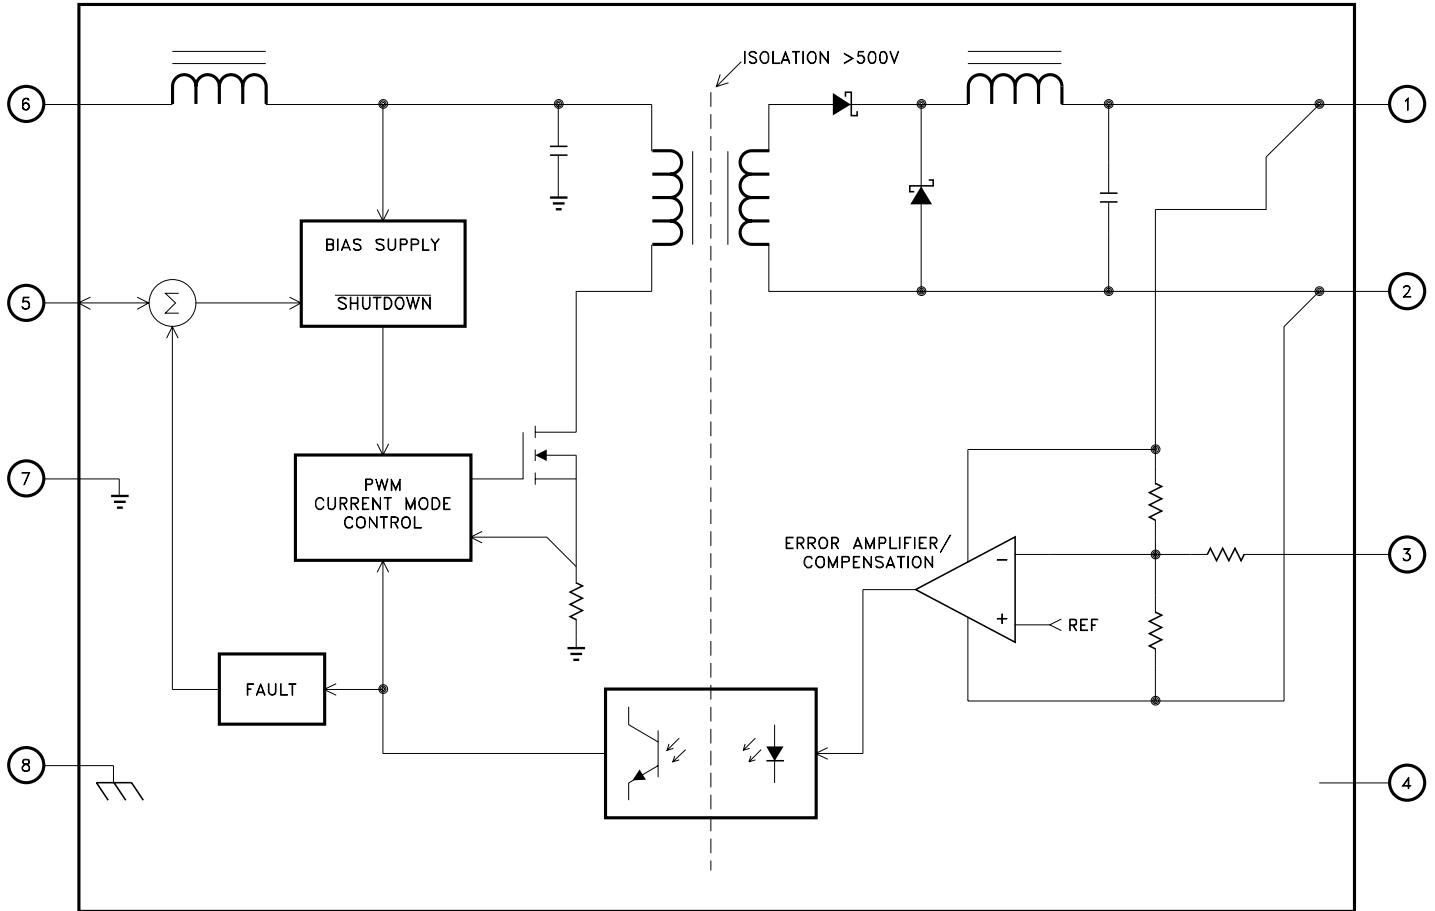 ISOLATION >500V
6
1
BIAS SUPPLY
SHUTDOWN
5
Σ
2
7
PWM
CURRENT MODE
CONTROL
ERROR AMPLIFIER/
COMPENSATION
−
+
REF
3
FAULT
8
4